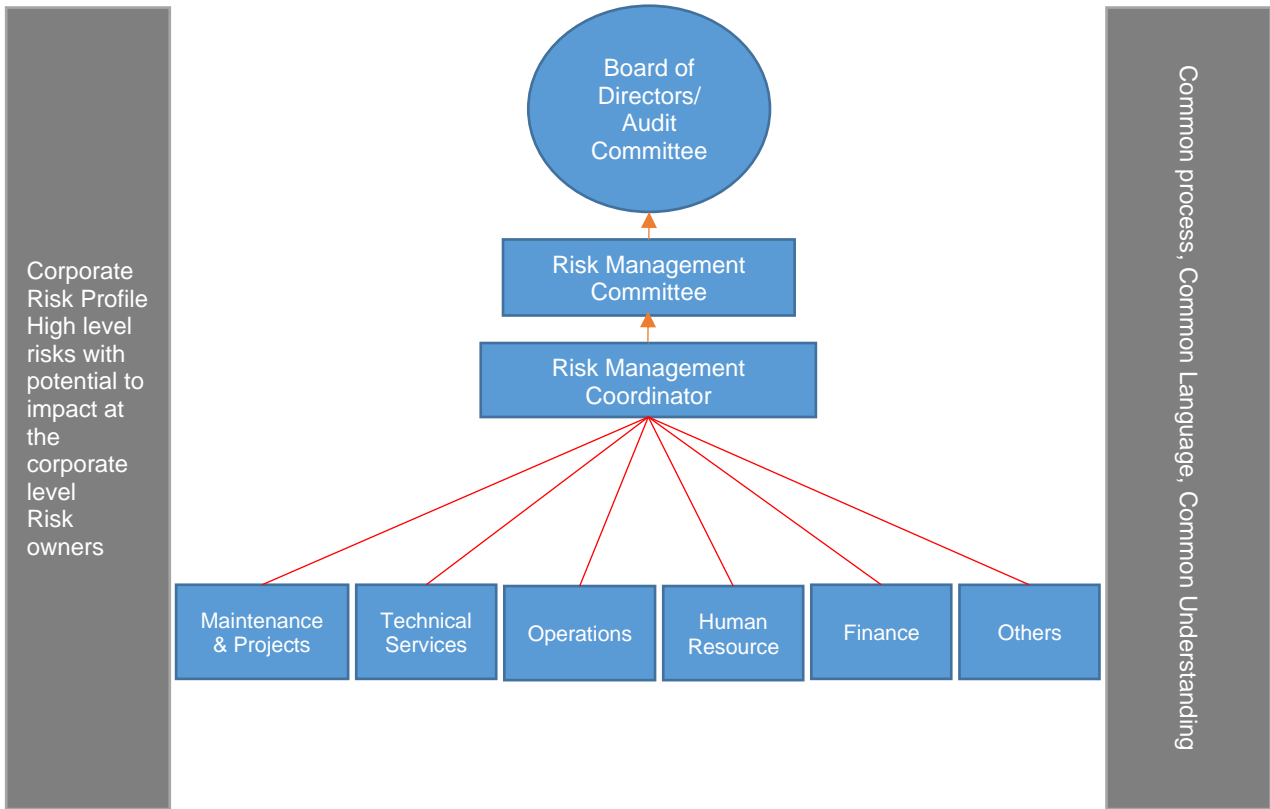 Board of
Directors/
Audit
Committee
Risk Management
Committee
Risk Management
Coordinator
Corporate
Risk Profile
High level
risks with
potential to
impact at
the
corporate
level
Risk
owners
Maintenance
& Projects
Technical
Services
Operations
Human
Resource
Finance
Others
Common process, Common Language, Common Understanding